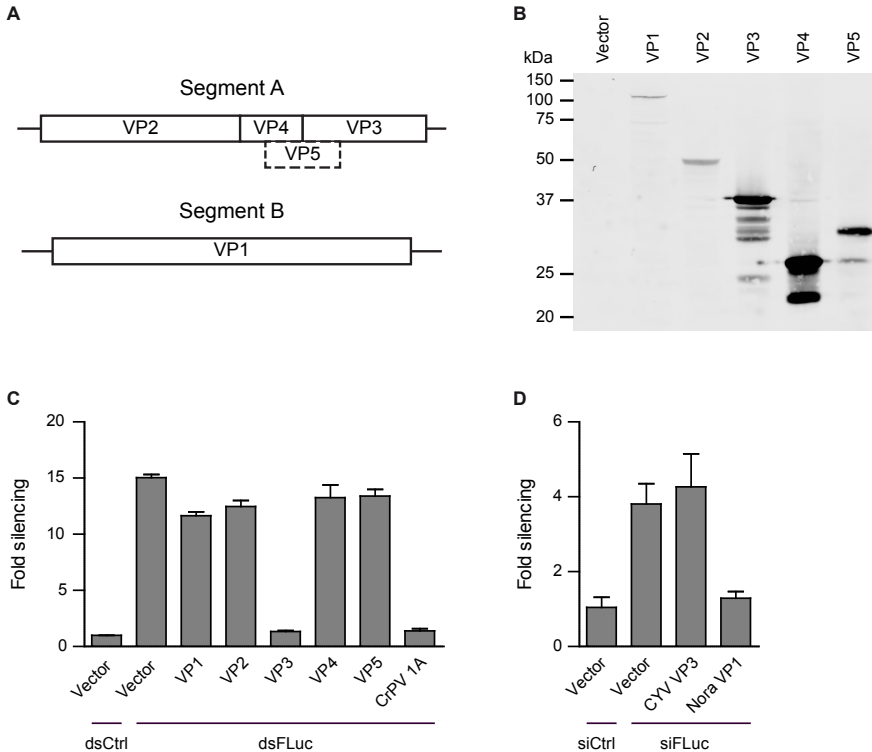 A
Segment A
VP2 VP4 VP3
VP5
Segment B
VP1
B
kDa Vector VP1 VP2 VP3 VP4 VP5
150
100
75
50
37
25
20
C
Fold silencing
20
15
10
5
0
Vector Vector VP1 VP2 VP3 VP4 VP5 CrPV 1A
dsCtrl dsFLuc
D
Fold silencing
6
4
2
0
Vector Vector CYV VP3 Nora VP1
siCtrl siFLuc